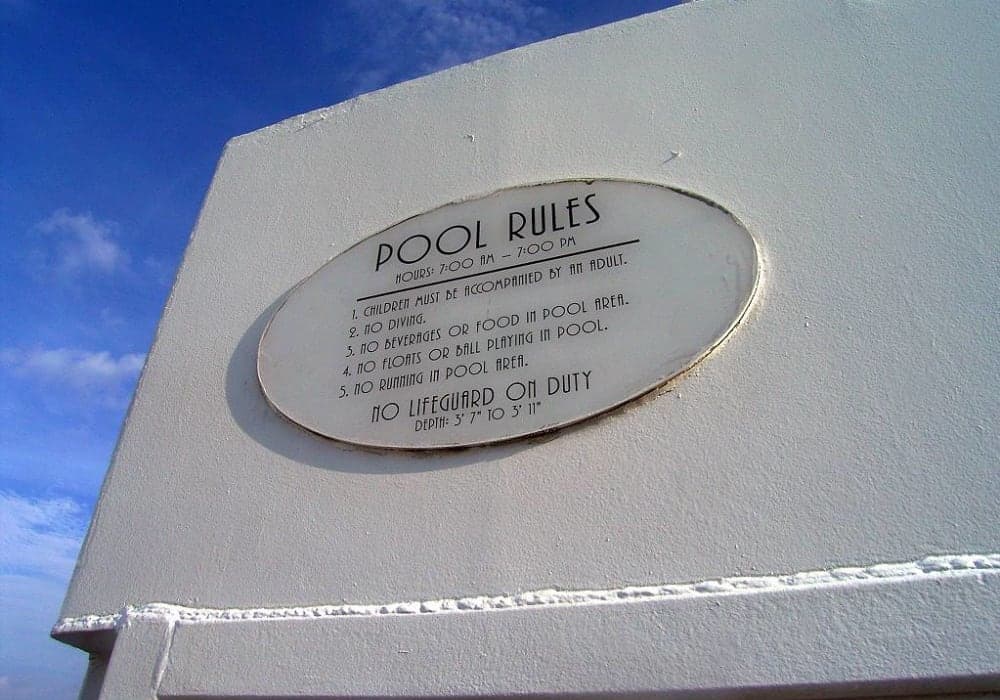 POOL RULES
HOURS: 7:00 AM – 7:00 PM
1. CHILDREN MUST BE ACCOMPANIED BY AN ADULT.
2. NO DIVING.
3. NO BEVERAGES OR FOOD IN POOL AREA.
4. NO FLOATS OR BALL PLAYING IN POOL.
5. NO RUNNING IN POOL AREA.
NO LIFEGUARD ON DUTY
DEPTH: 3' 7" TO 3' 11"